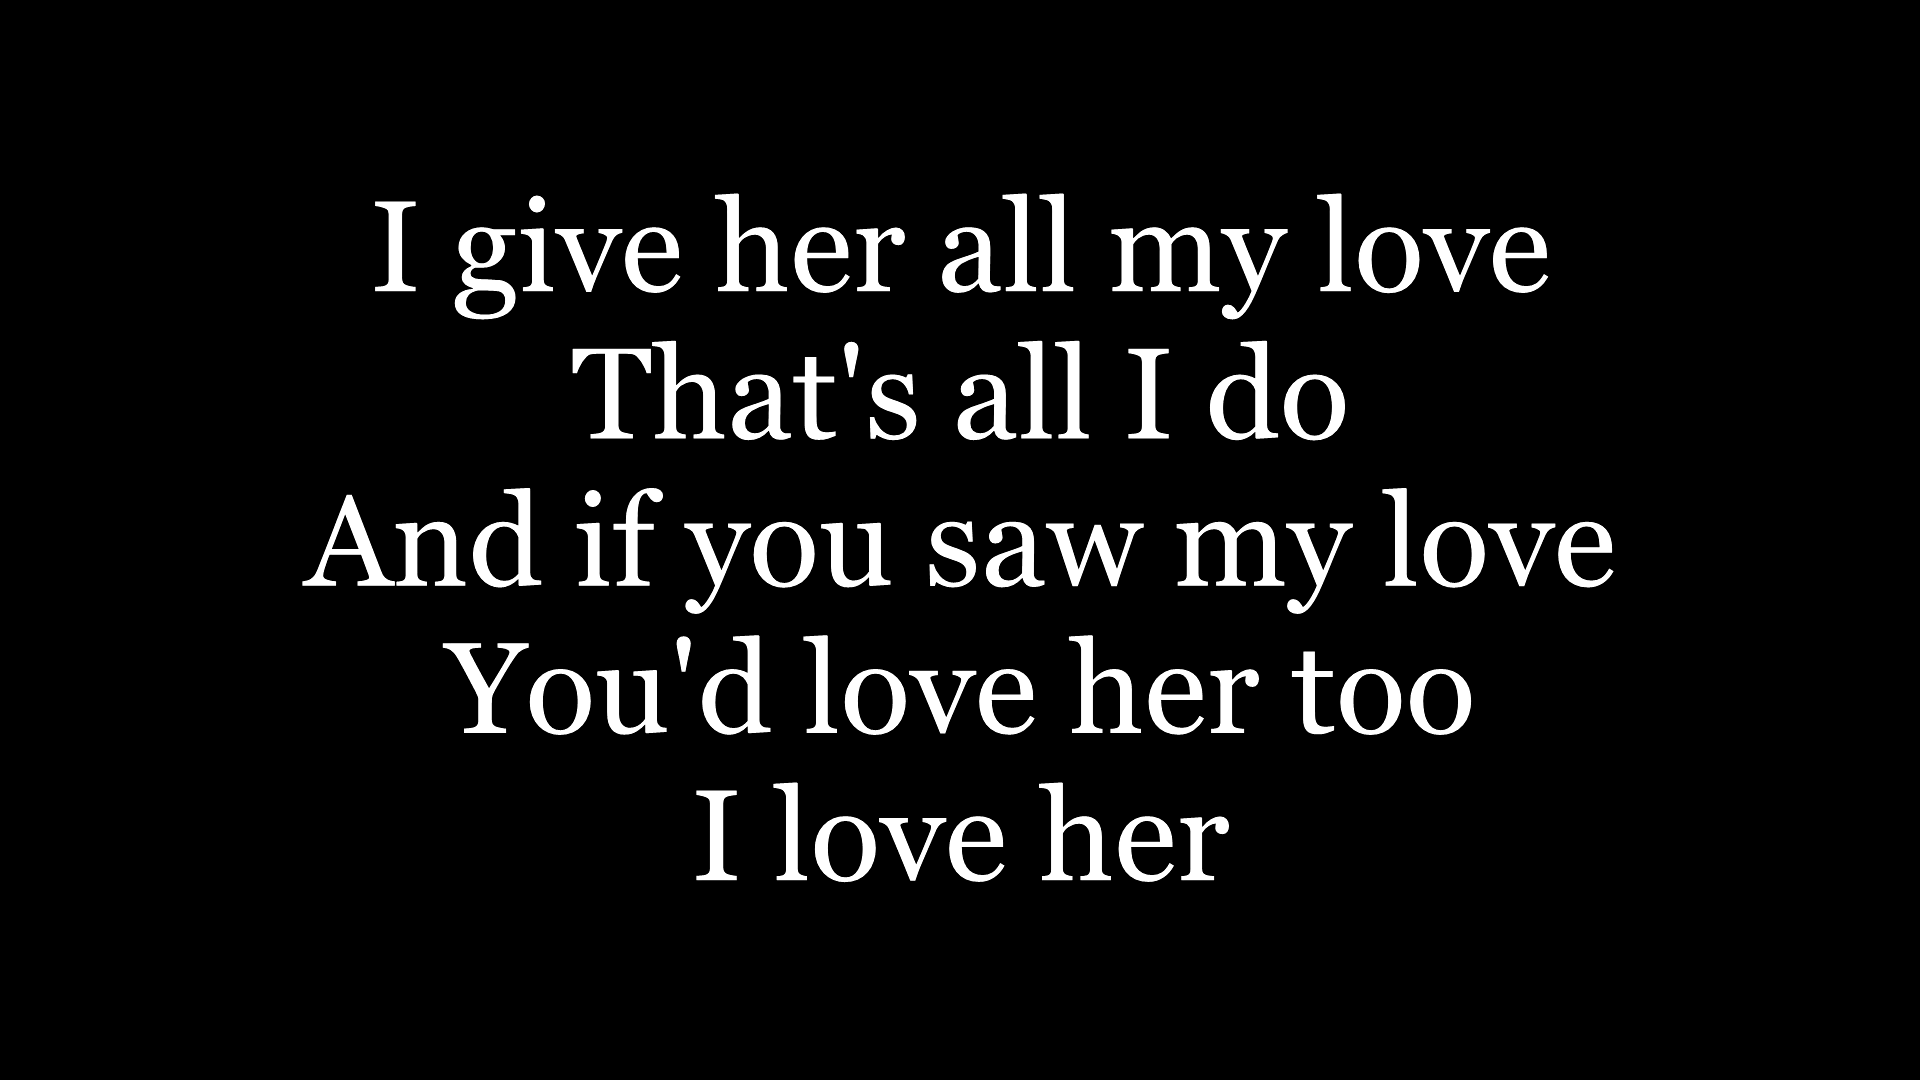 I give her all my love
That's all I do
And if you saw my love
You'd love her too
I love her